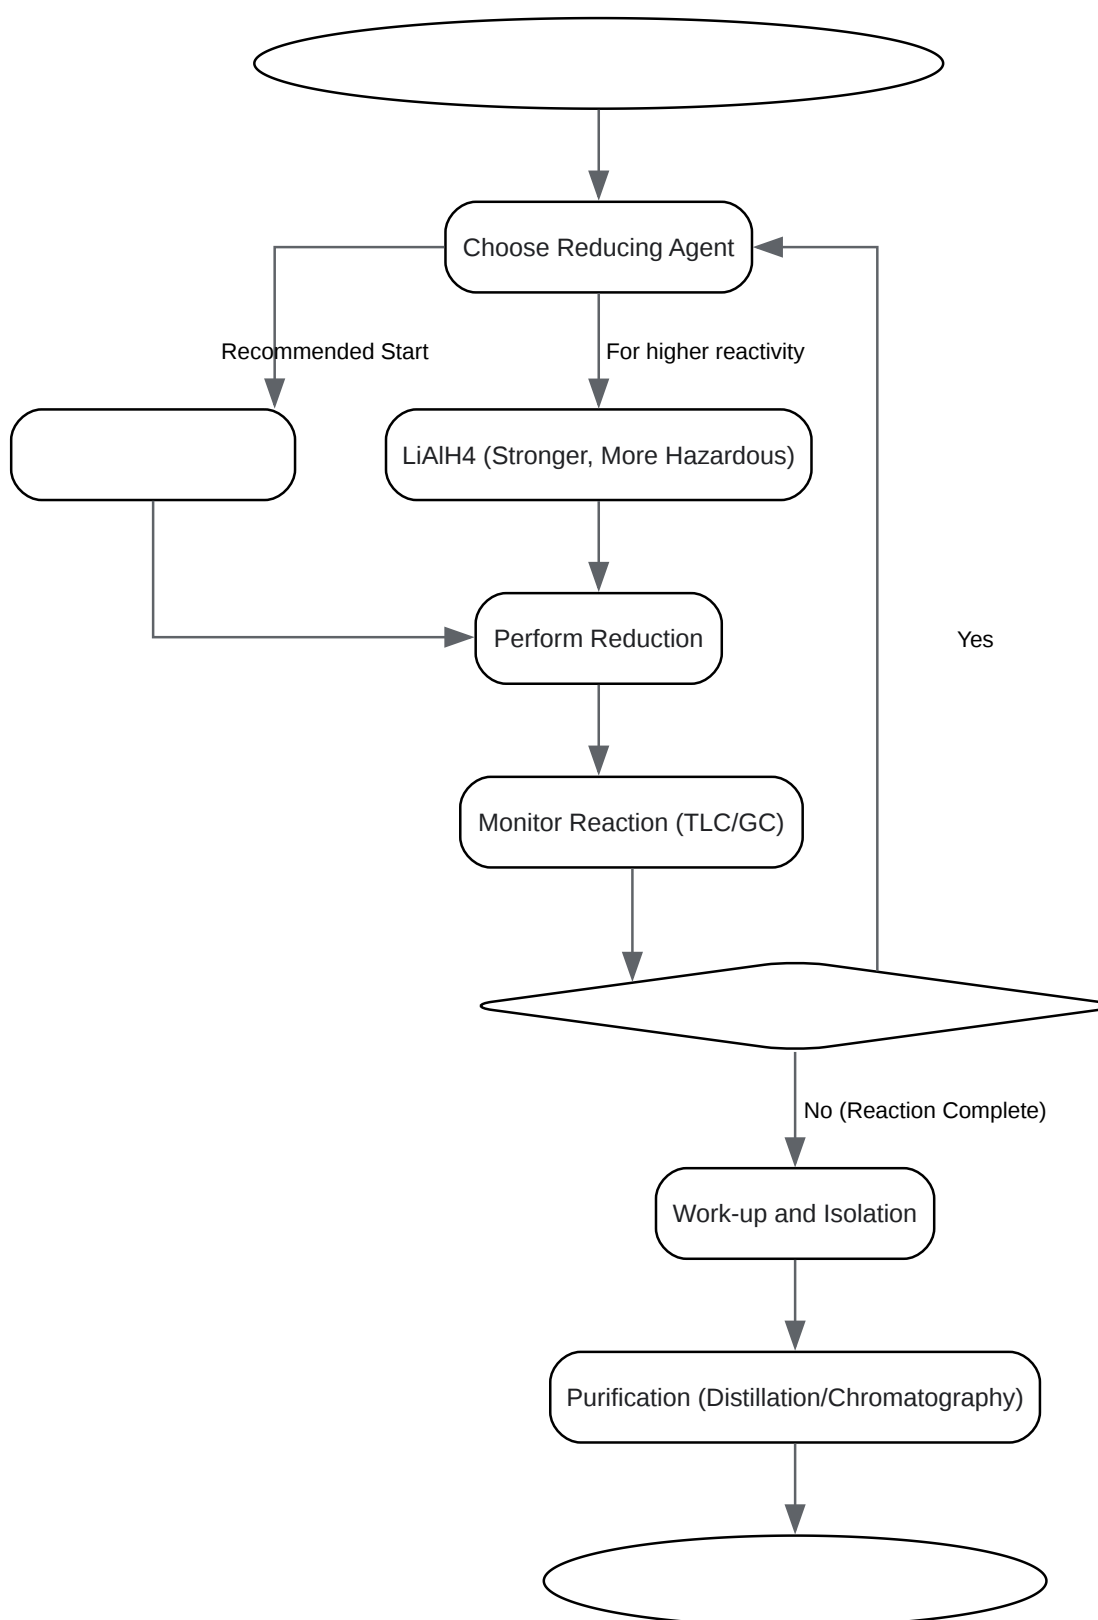 Choose Reducing Agent
Recommended Start
For higher reactivity
LiAlH4 (Stronger, More Hazardous)
Perform Reduction
Yes
Monitor Reaction (TLC/GC)
No (Reaction Complete)
Work-up and Isolation
Purification (Distillation/Chromatography)